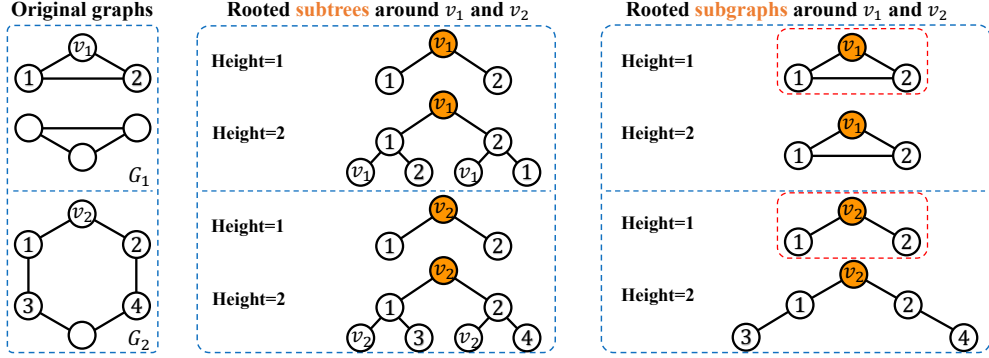 Original graphs
v₁
1 2
G₁
v₂
1 2
3 4
G₂
Rooted subtrees around v₁ and v₂
Height=1
v₁
1 2
Height=2
v₁
1 2
v₁ 2 v₁ 1
Height=1
v₂
1 2
Height=2
v₂
1 2
v₂ 3 v₂ 4
Rooted subgraphs around v₁ and v₂
Height=1
v₁
1 2
Height=2
v₁
1 2
Height=1
v₂
1 2
Height=2
v₂
1 2
3 4